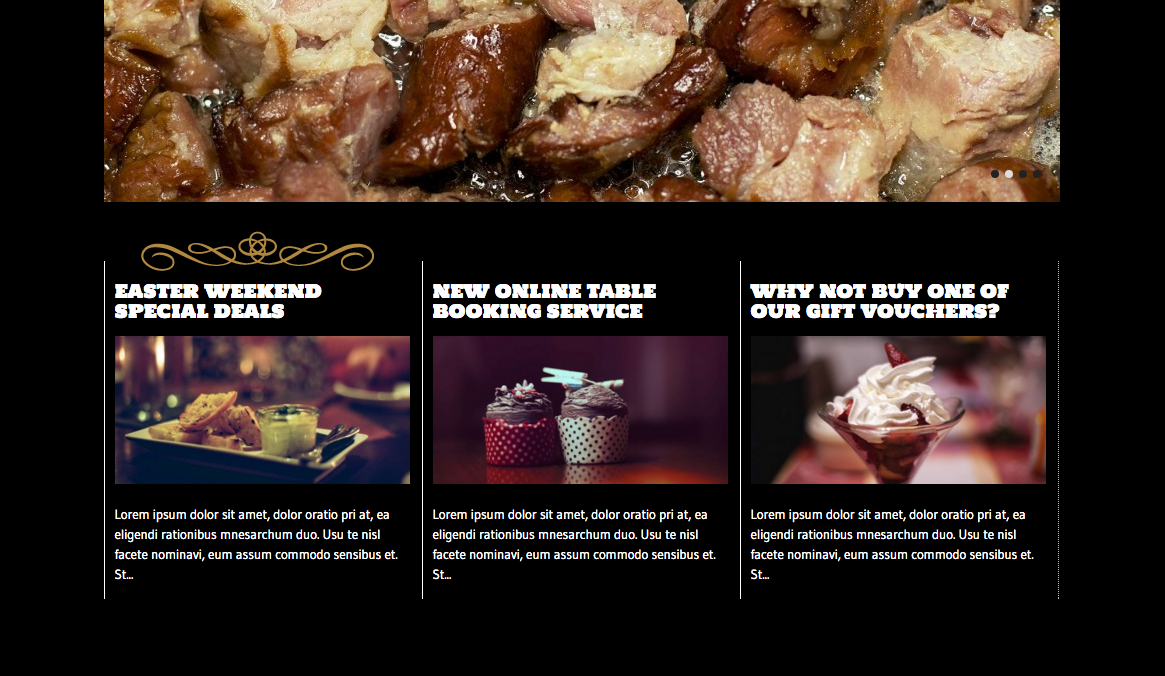 EASTER WEEKEND
SPECIAL DEALS
Lorem ipsum dolor sit amet, dolor oratio pri at, ea
eligendi rationibus mnesarchum duo. Usu te nisl
facete nominavi, eum assum commodo sensibus et.
St...
NEW ONLINE TABLE
BOOKING SERVICE
Lorem ipsum dolor sit amet, dolor oratio pri at, ea
eligendi rationibus mnesarchum duo. Usu te nisl
facete nominavi, eum assum commodo sensibus et.
St...
WHY NOT BUY ONE OF
OUR GIFT VOUCHERS?
Lorem ipsum dolor sit amet, dolor oratio pri at, ea
eligendi rationibus mnesarchum duo. Usu te nisl
facete nominavi, eum assum commodo sensibus et.
St...